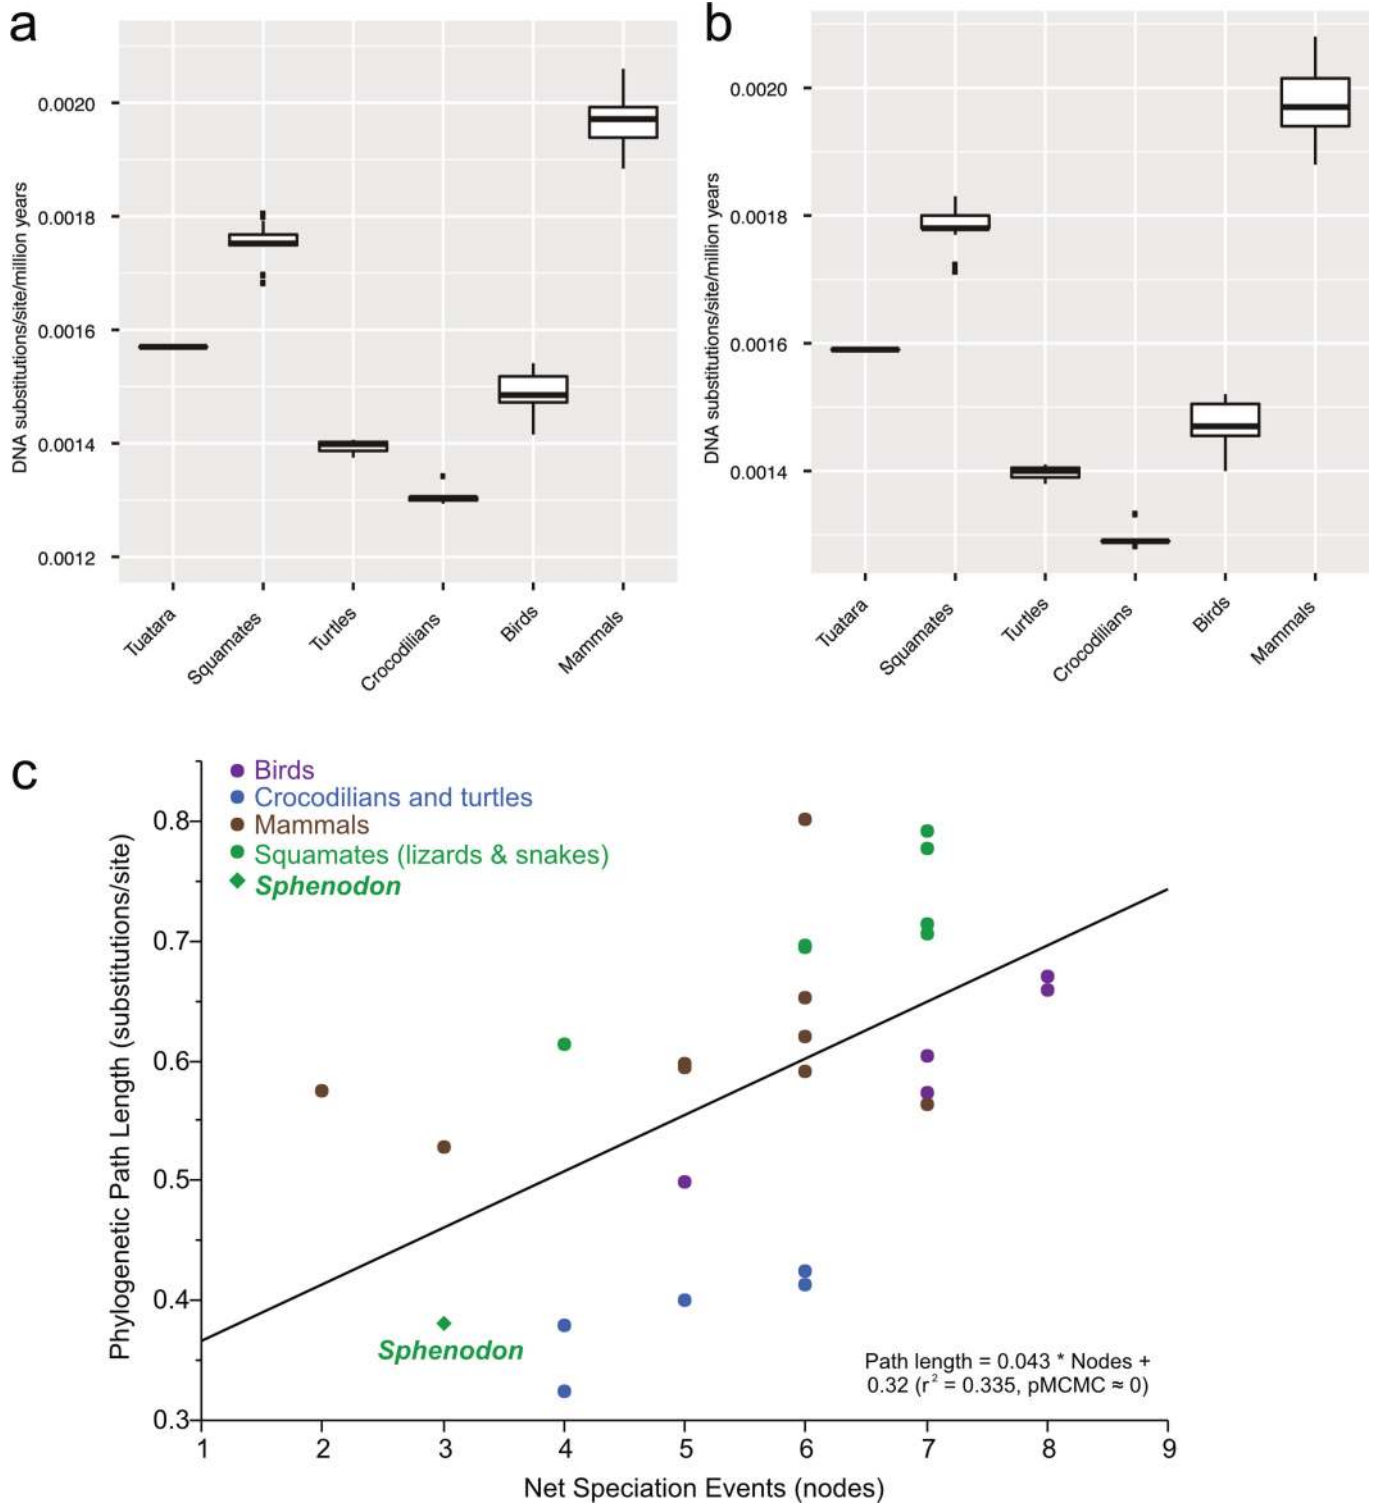 a
DNA substitutions/site/million years
0.0020
0.0018
0.0016
0.0014
0.0012
Tuatara
Squamates
Turtles
Crocodilians
Birds
Mammals
b
DNA substitutions/site/million years
0.0020
0.0018
0.0016
0.0014
Tuatara
Squamates
Turtles
Crocodilians
Birds
Mammals
c
Birds
Crocodilians and turtles
Mammals
Squamates (lizards & snakes)
Sphenodon
Phylogenetic Path Length (substitutions/site)
0.8
0.7
0.6
0.5
0.4
0.3
Sphenodon
Path length = 0.043 * Nodes +
0.32 (r² = 0.335, pMCMC ≈ 0)
1 2 3 4 5 6 7 8 9
Net Speciation Events (nodes)